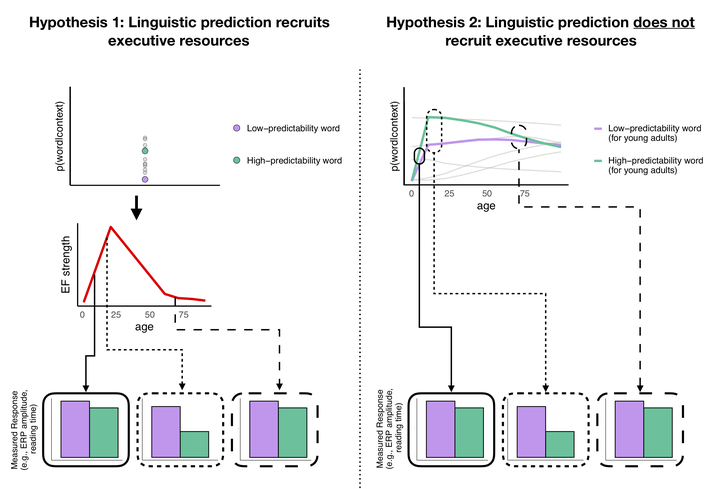 Hypothesis 1: Linguistic prediction recruits
executive resources
p(word|context)
Low−predictability word
High−predictability word
EF strength
0
25
50
75
age
Measured Response
(e.g., ERP amplitude,
reading time)
Hypothesis 2: Linguistic prediction does not
recruit executive resources
p(word|context)
Low−predictability word
(for young adults)
High−predictability word
(for young adults)
0
25
50
75
age
Measured Response
(e.g., ERP amplitude,
reading time)